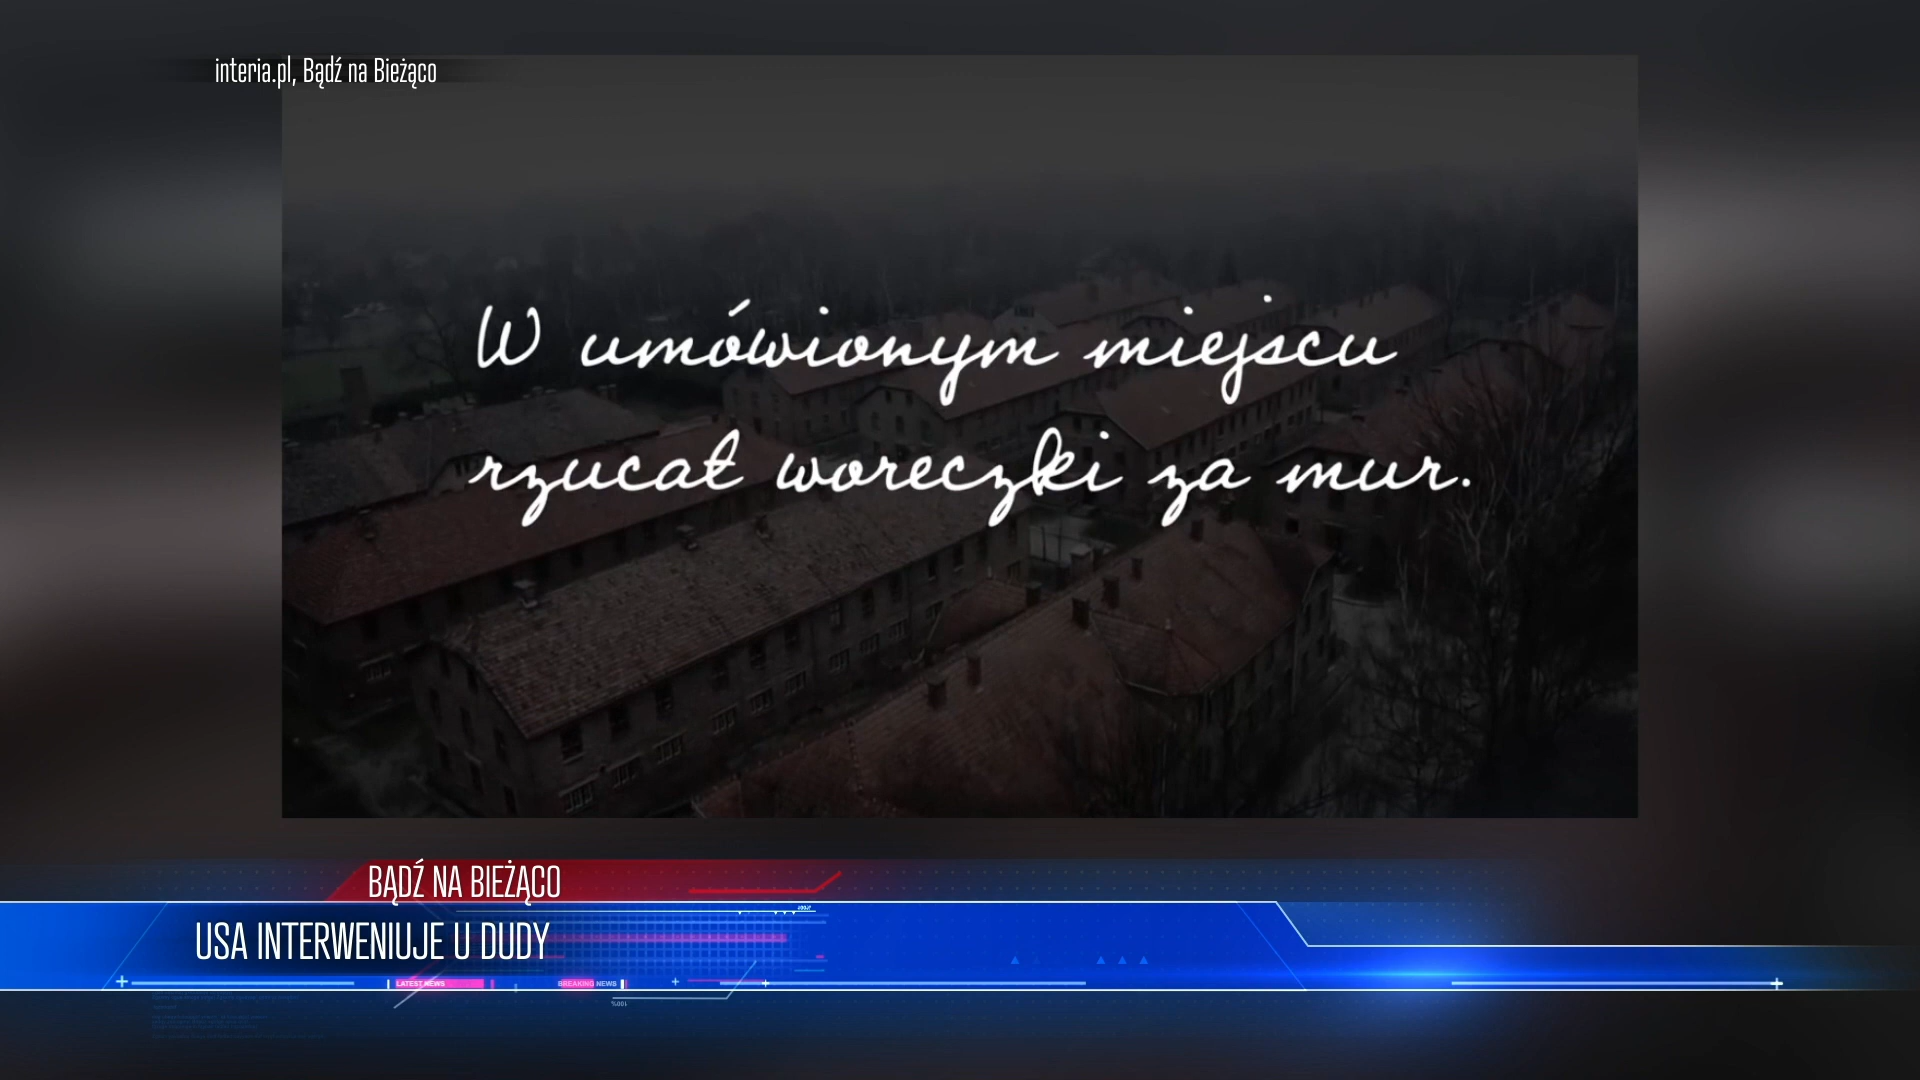 interia.pl, Bądź na Bieżąco
W umówionym miejscu
rzucał woreczki za mur.
BĄDŹ NA BIEŻĄCO
USA INTERWENIUJE U DUDY
LATEST NEWS
BREAKING NEWS